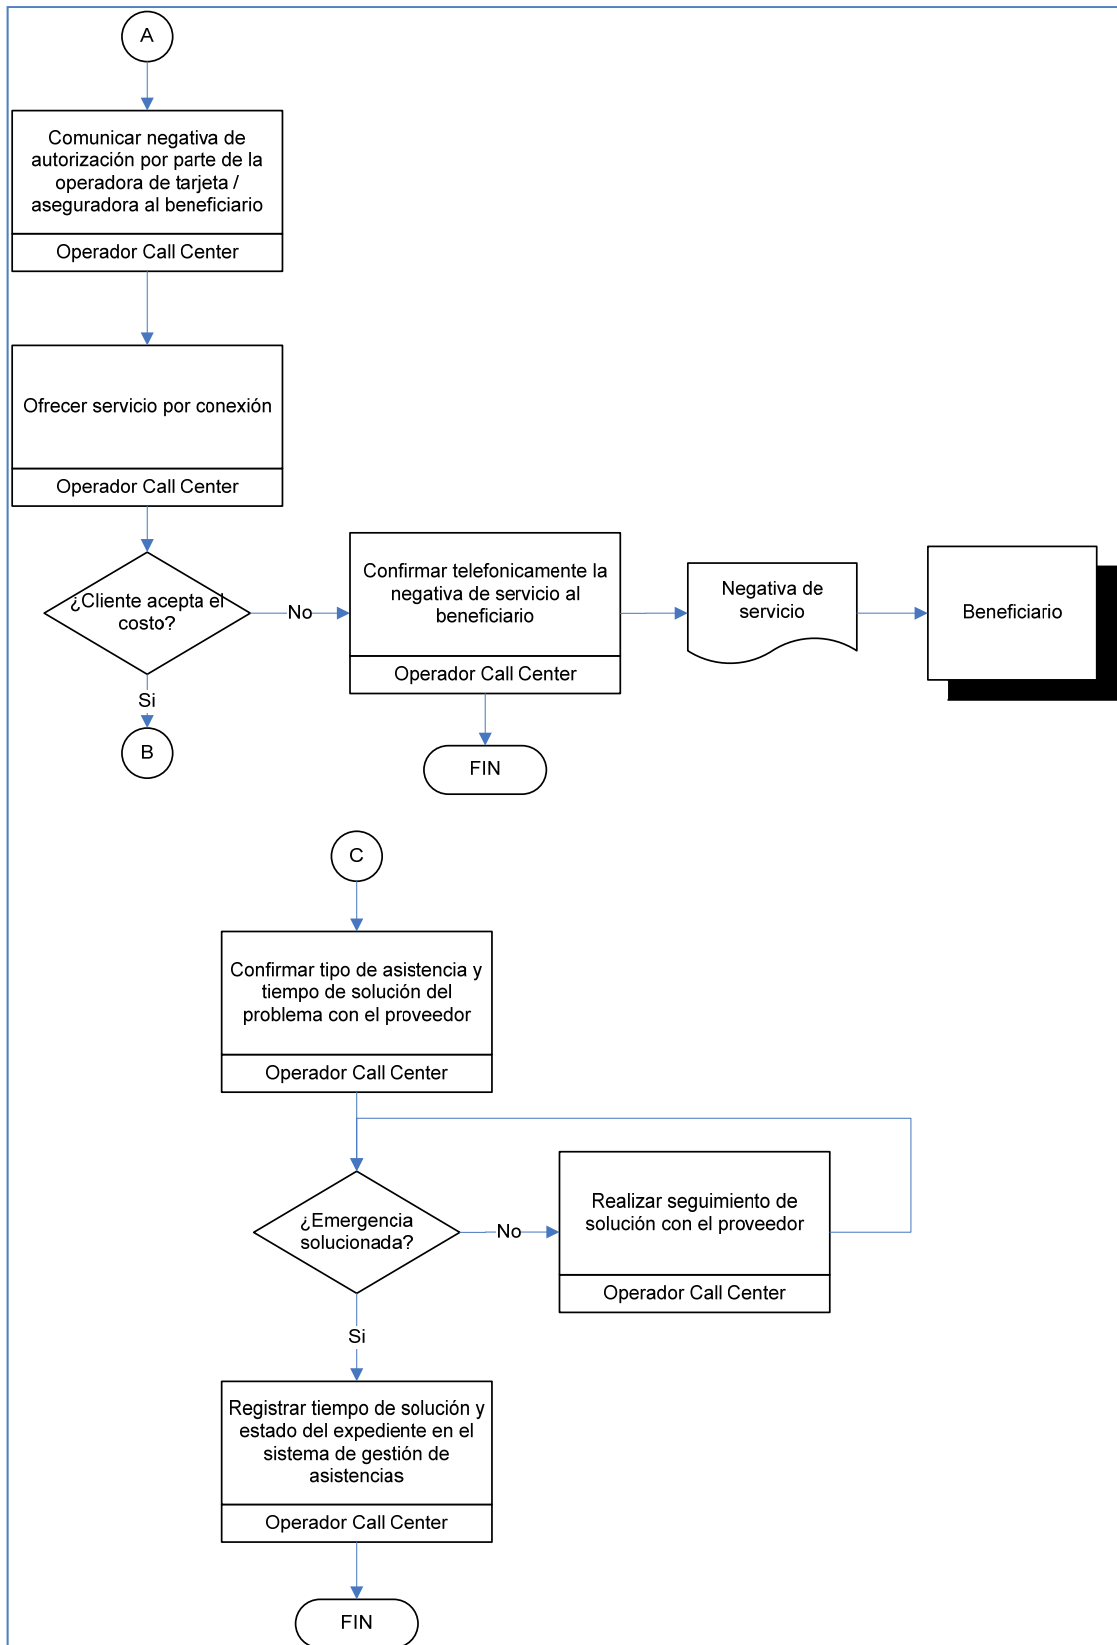 A
Comunicar negativa de
autorización por parte de la
operadora de tarjeta /
aseguradora al beneficiario
Operador Call Center
Ofrecer servicio por conexión
Operador Call Center
¿Cliente acepta el
costo?
No
Si
B
Confirmar telefonicamente la
negativa de servicio al
beneficiario
Operador Call Center
FIN
Negativa de
servicio
Beneficiario
C
Confirmar tipo de asistencia y
tiempo de solución del
problema con el proveedor
Operador Call Center
¿Emergencia
solucionada?
No
Realizar seguimiento de
solución con el proveedor
Operador Call Center
Si
Registrar tiempo de solución y
estado del expediente en el
sistema de gestión de
asistencias
Operador Call Center
FIN